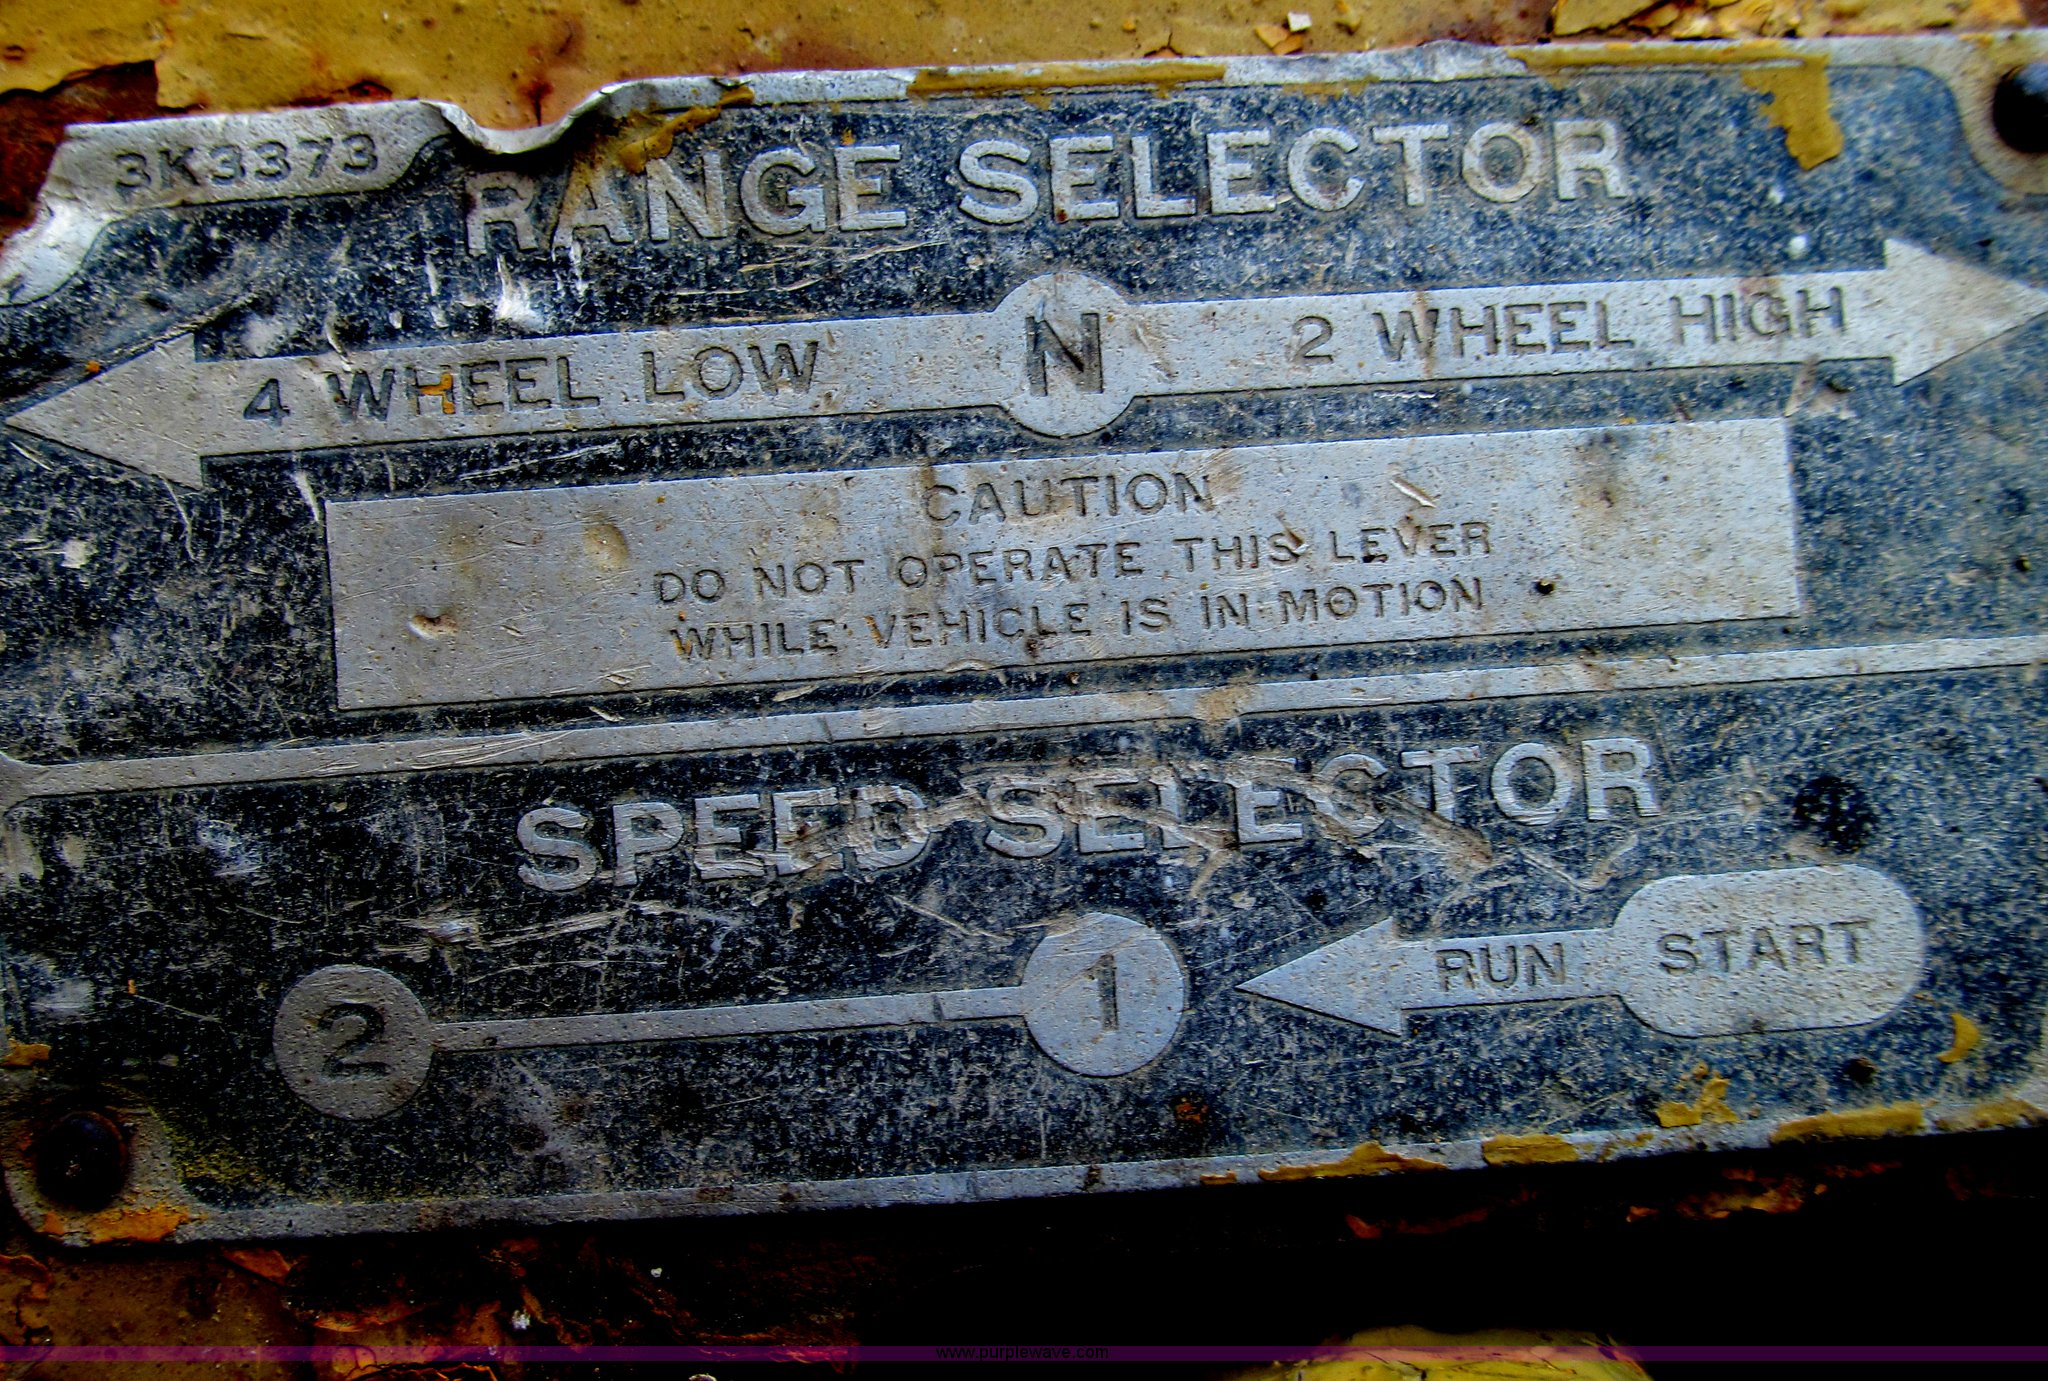 3K3373
RANGE SELECTOR
4 WHEEL LOW N 2 WHEEL HIGH
CAUTION
DO NOT OPERATE THIS LEVER
WHILE VEHICLE IS IN MOTION
SPEED SELECTOR
2 1 RUN START
www.purplewave.com